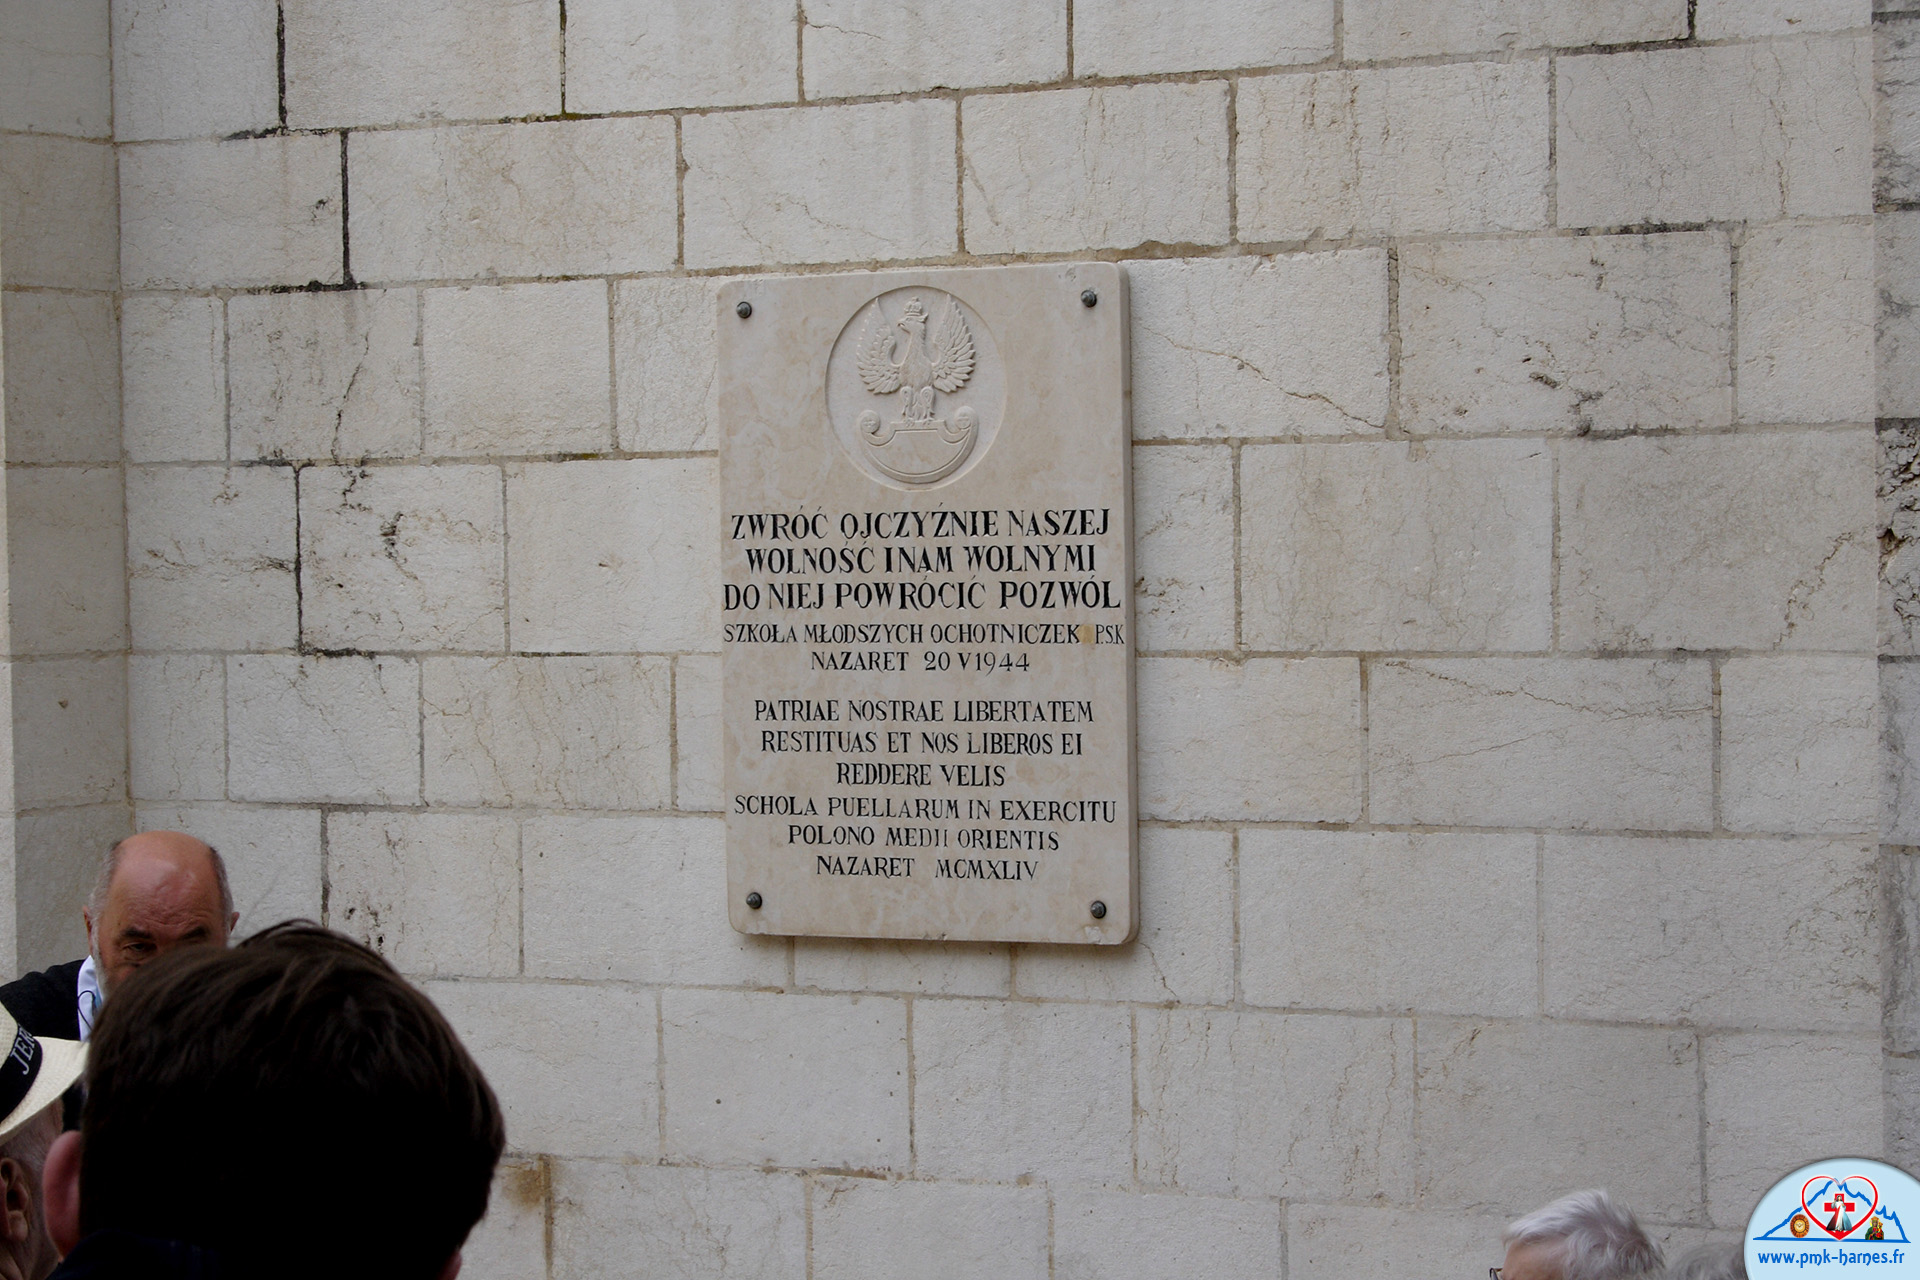 ZWRÓĆ OJCZYŹNIE NASZEJ
WOLNOŚĆ I NAM WOLNYMI
DO NIEJ POWRÓCIĆ POZWÓL
SZKOŁA MŁODSZYCH OCHOTNICZEK P.S.K
NAZARET 20 V 1944
PATRIAE NOSTRAE LIBERTATEM
RESTITUAS ET NOS LIBEROS EI
REDDERE VELIS
SCHOLA PUELLARUM IN EXERCITU
POLONO MEDII ORIENTIS
NAZARET MCMXLIV
www.pmk-harnes.fr